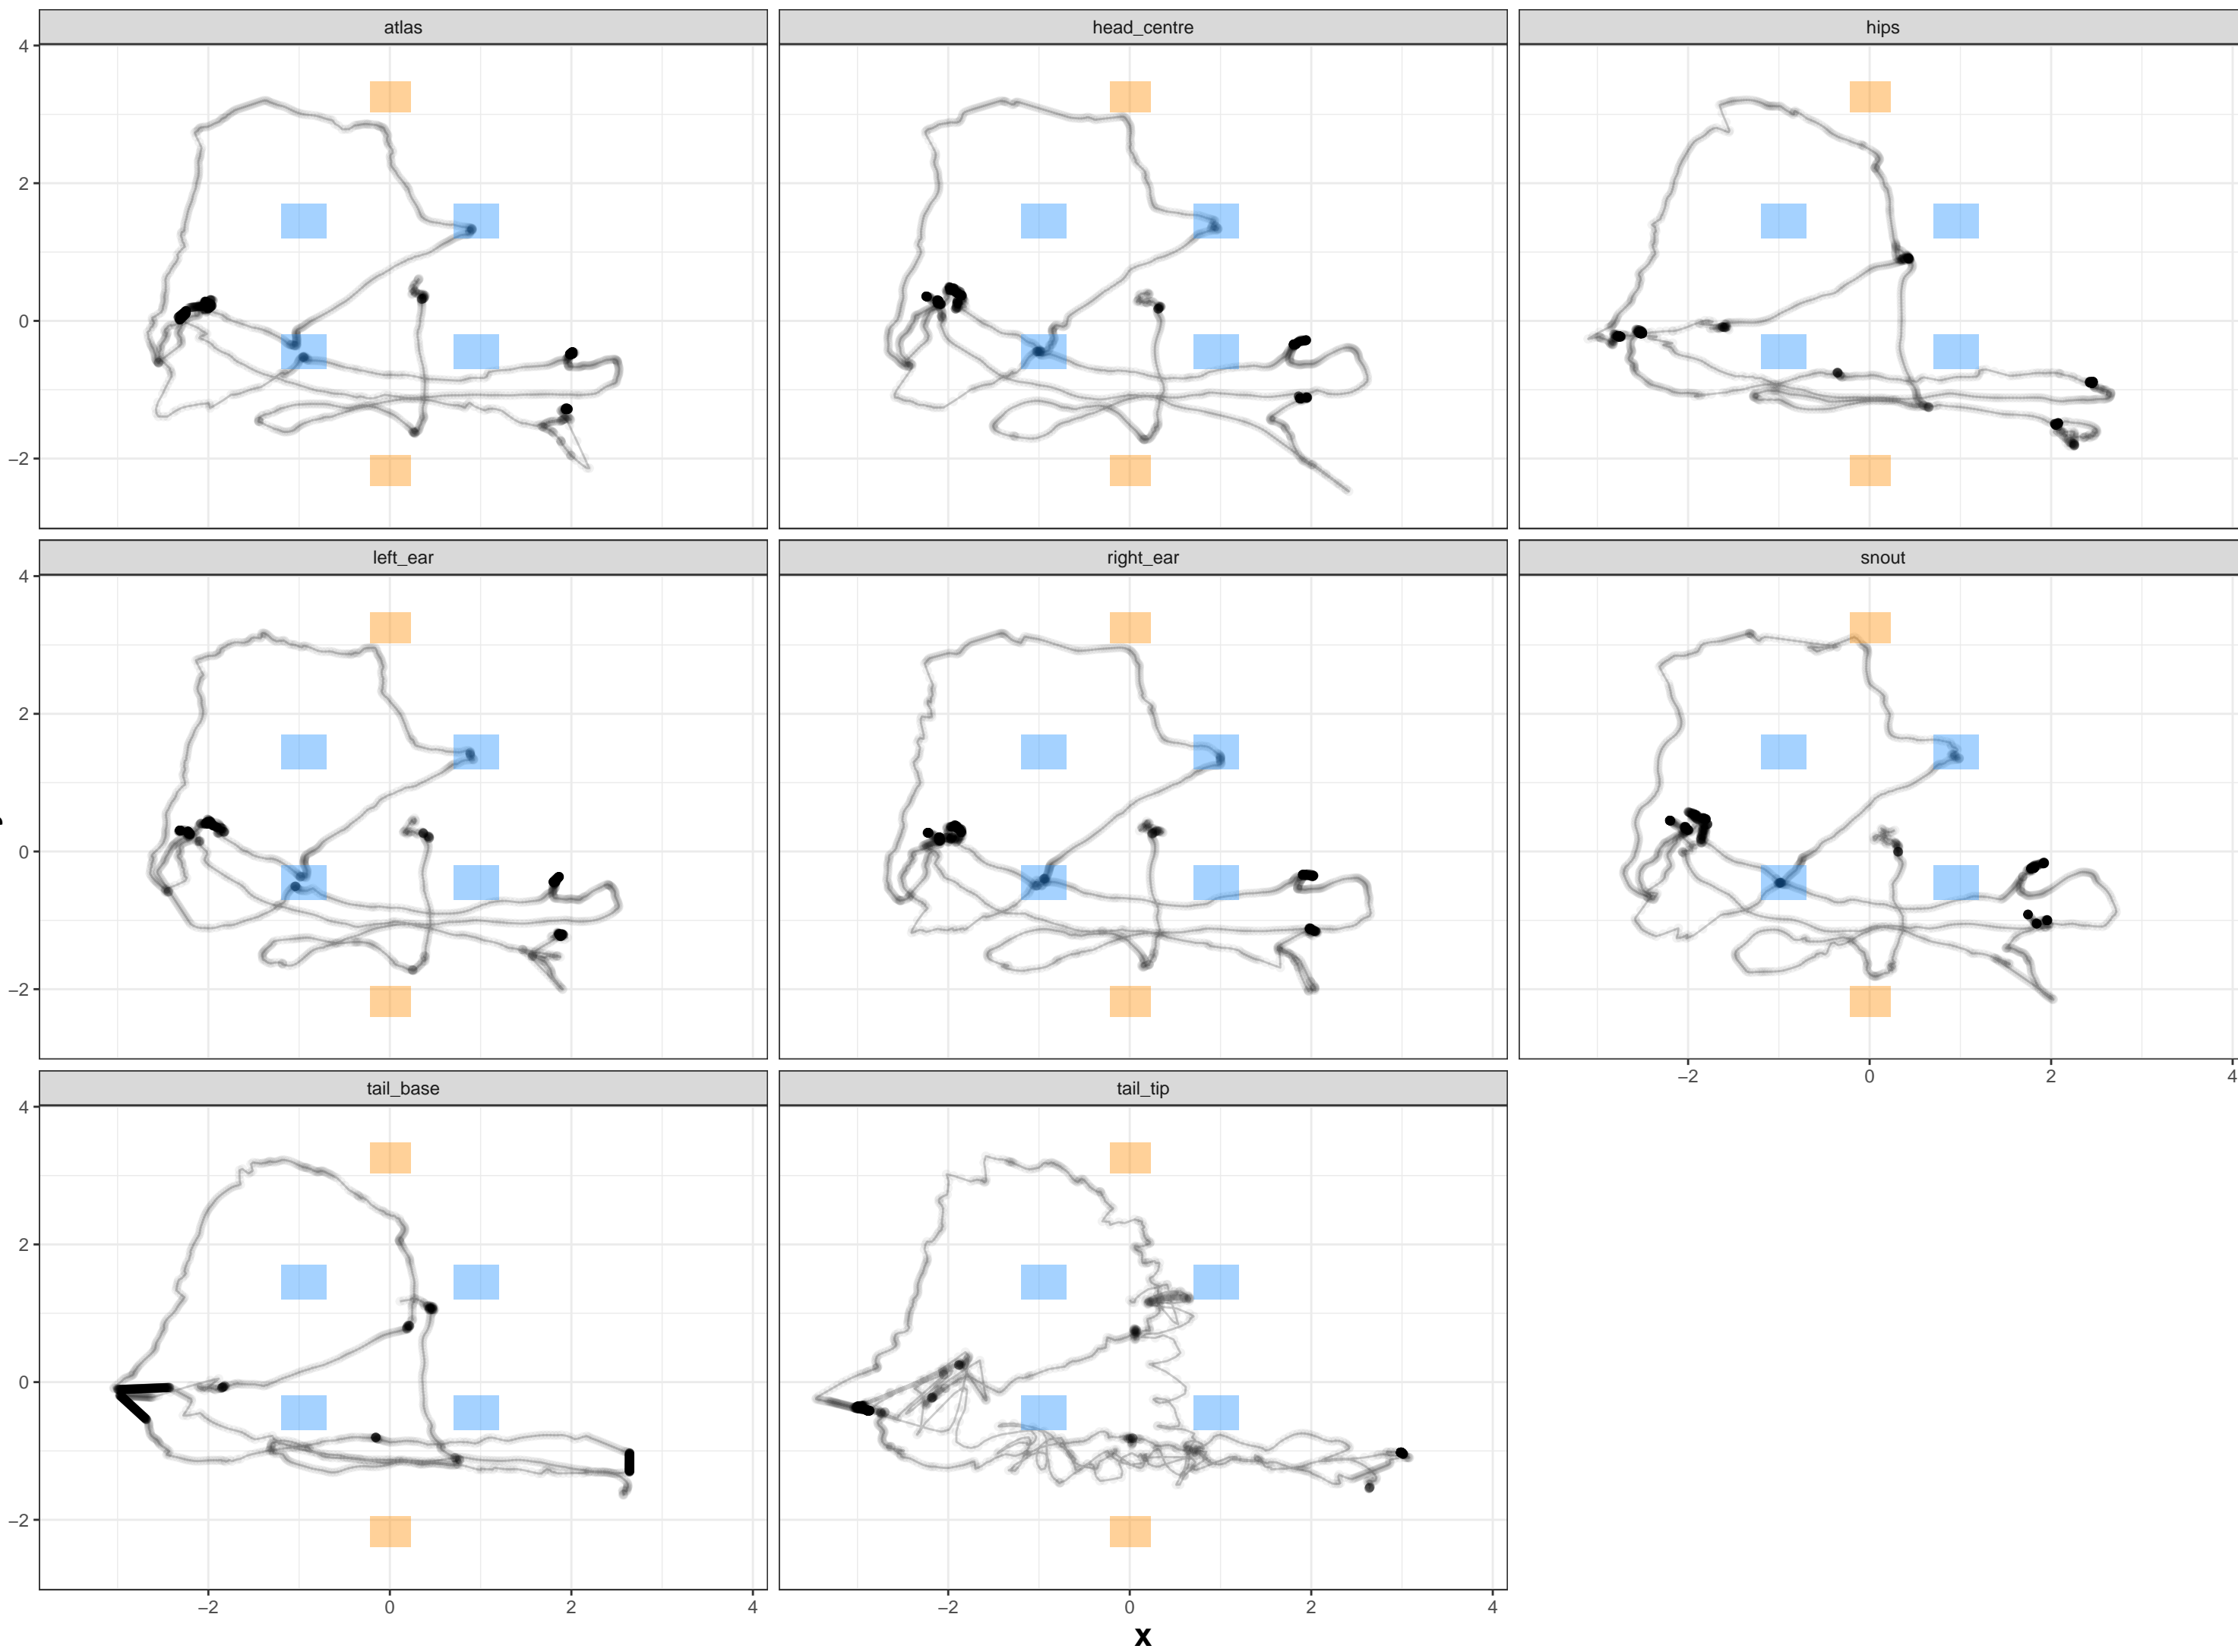 atlas head_centre hips
4
2
0
−2
left_ear right_ear snout
4
2
0
−2
−2 0 2 4
tail_base tail_tip
4
2
0
−2
−2 0 2 4 −2 0 2 4
x